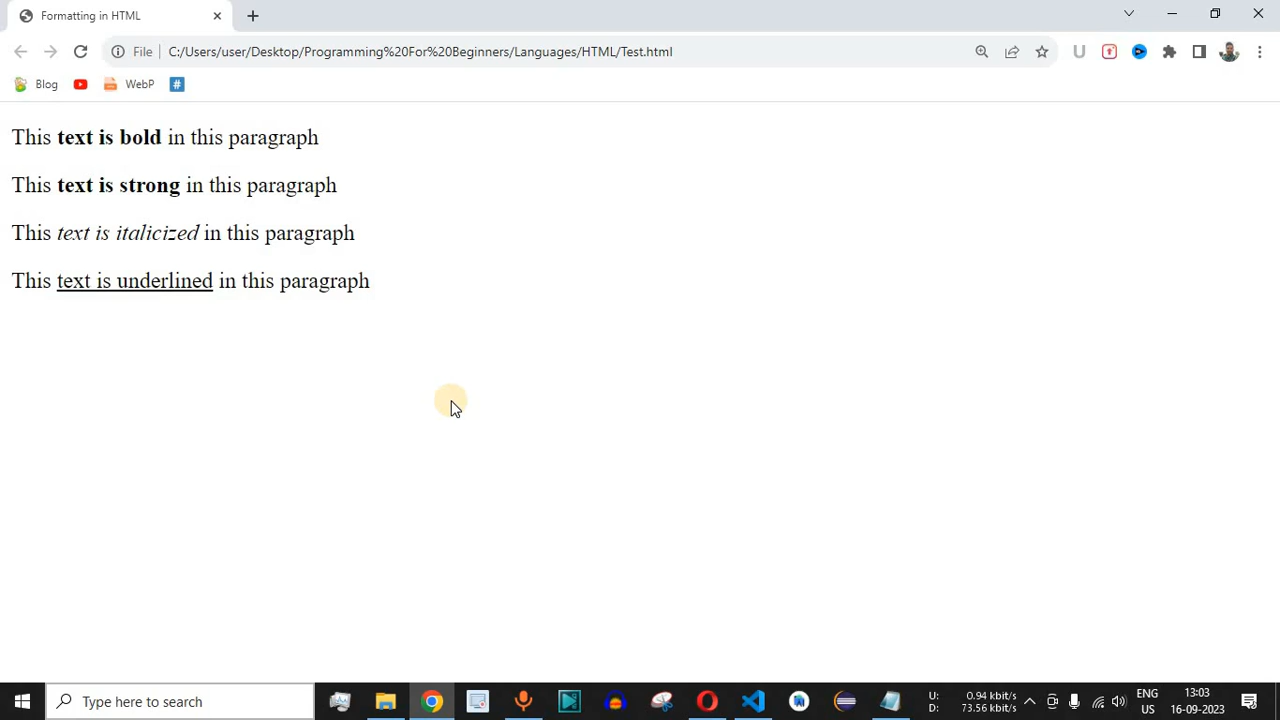 Formatting in HTML
File C:/Users/user/Desktop/Programming%20For%20Beginners/Languages/HTML/Test.html
Blog WebP #
This text is bold in this paragraph
This text is strong in this paragraph
This text is italicized in this paragraph
This text is underlined in this paragraph
Type here to search
U: 0.94 kbit/s
D: 73.56 kbit/s
ENG
US
13:03
16-09-2023